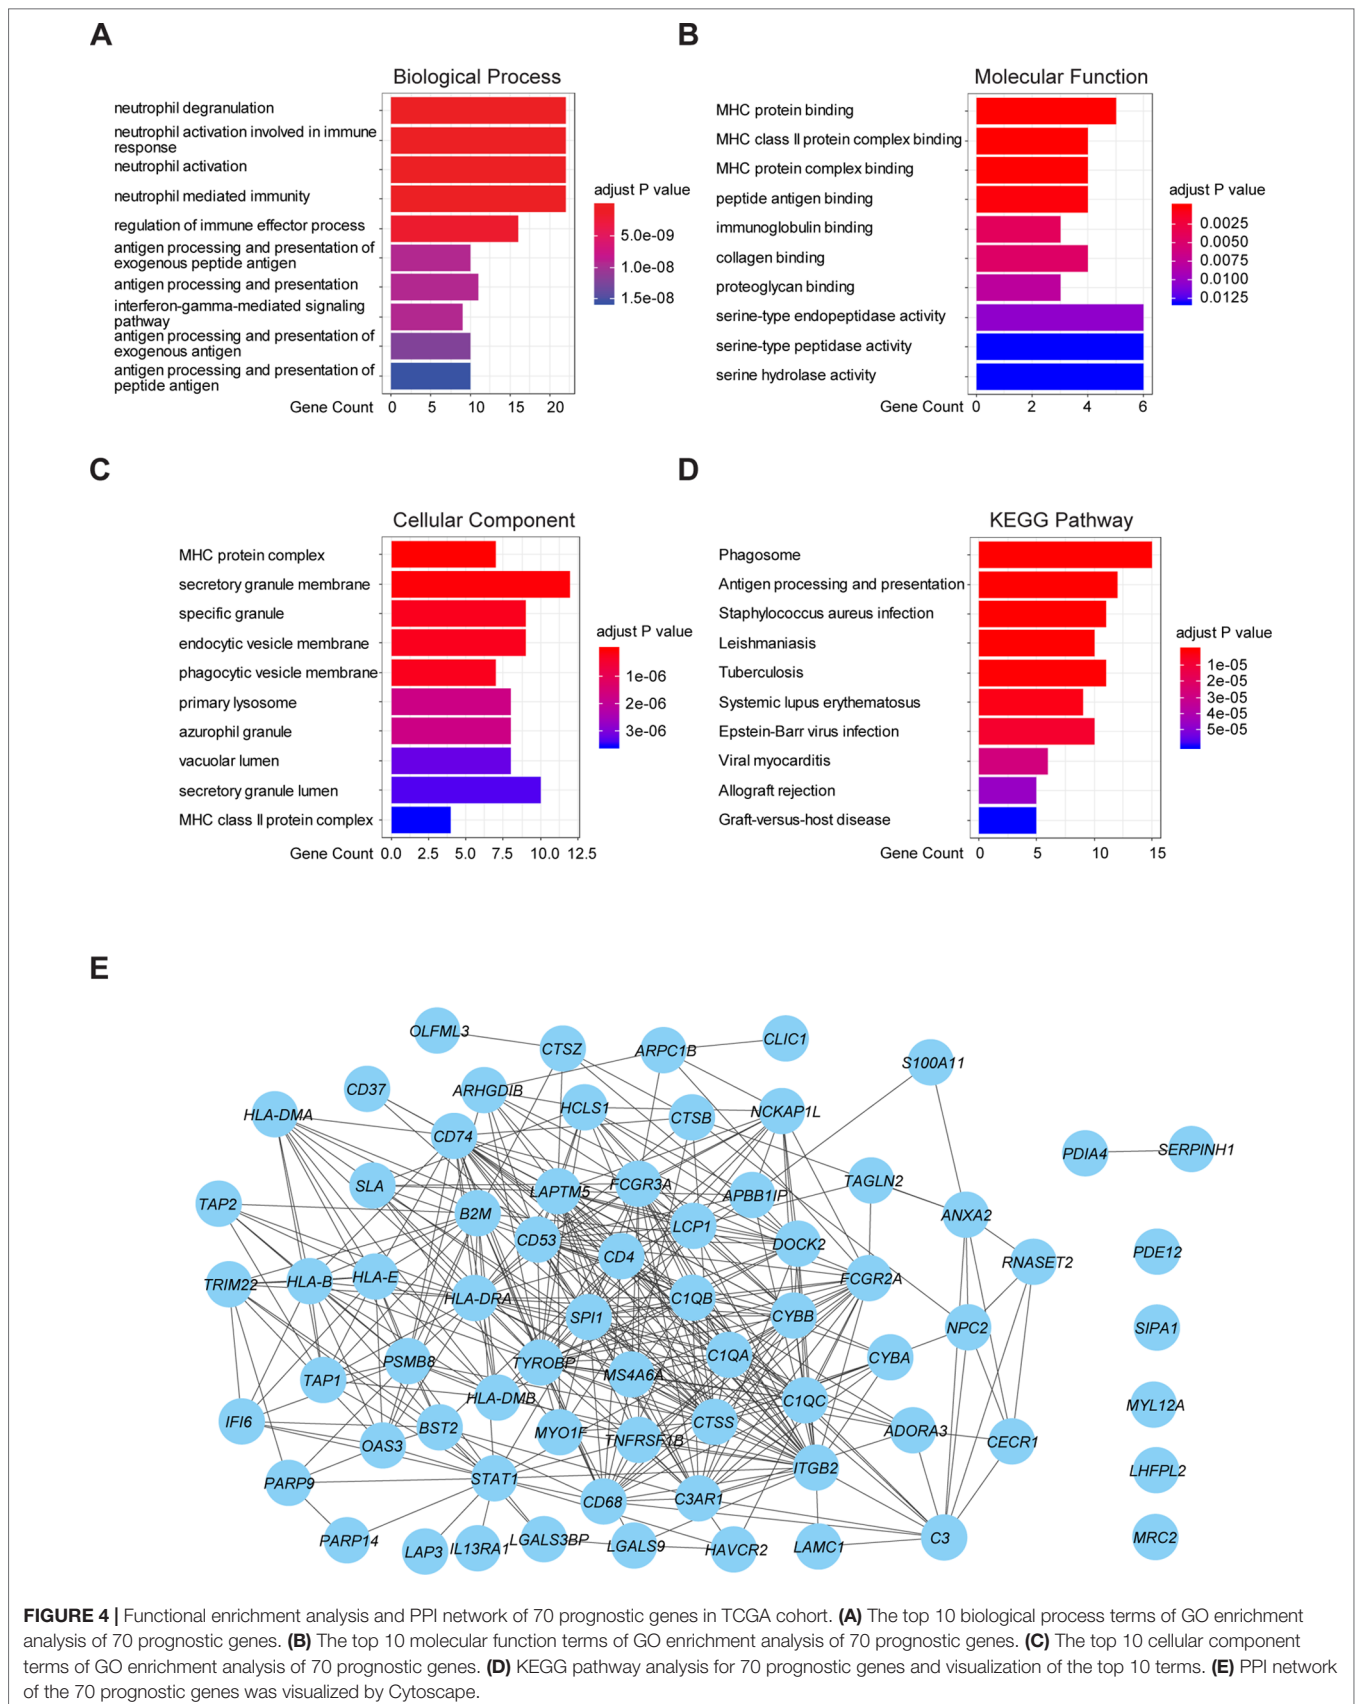 A
Biological Process
neutrophil degranulation
neutrophil activation involved in immune
response
neutrophil activation
neutrophil mediated immunity
regulation of immune effector process
antigen processing and presentation of
exogenous peptide antigen
antigen processing and presentation
interferon-gamma-mediated signaling
pathway
antigen processing and presentation of
exogenous antigen
antigen processing and presentation of
peptide antigen
Gene Count 0 5 10 15 20
adjust P value
5.0e-09
1.0e-08
1.5e-08
B
Molecular Function
MHC protein binding
MHC class II protein complex binding
MHC protein complex binding
peptide antigen binding
immunoglobulin binding
collagen binding
proteoglycan binding
serine-type endopeptidase activity
serine-type peptidase activity
serine hydrolase activity
Gene Count 0 2 4 6
adjust P value
0.0025
0.0050
0.0075
0.0100
0.0125
C
Cellular Component
MHC protein complex
secretory granule membrane
specific granule
endocytic vesicle membrane
phagocytic vesicle membrane
primary lysosome
azurophil granule
vacuolar lumen
secretory granule lumen
MHC class II protein complex
Gene Count 0.0 2.5 5.0 7.5 10.0 12.5
adjust P value
1e-06
2e-06
3e-06
D
KEGG Pathway
Phagosome
Antigen processing and presentation
Staphylococcus aureus infection
Leishmaniasis
Tuberculosis
Systemic lupus erythematosus
Epstein-Barr virus infection
Viral myocarditis
Allograft rejection
Graft-versus-host disease
Gene Count 0 5 10 15
adjust P value
1e-05
2e-05
3e-05
4e-05
5e-05
E
OLFML3
CTSZ
ARPC1B
CLIC1
S100A11
CD37
ARHGDIB
HCLS1
CTSB
NCKAP1L
HLA-DMA
CD74
PDIA4
SERPINH1
SLA
LAPTM5
FCGR3A
APBB1IP
TAGLN2
TAP2
B2M
LCP1
ANXA2
CD53
CD4
DOCK2
PDE12
RNASET2
TRIM22
HLA-B
HLA-E
HLA-DRA
C1QB
FCGR2A
SPI1
CYBB
NPC2
SIPA1
TAP1
PSMB8
TYROBP
MS4A6A
C1QA
CYBA
HLA-DMB
C1QC
MYL12A
IFI6
OAS3
BST2
MYO1F
TNFRSF1B
CTSS
ADORA3
CECR1
PARP9
STAT1
ITGB2
LHFPL2
CD68
C3AR1
PARP14
LAP3
IL13RA1
LGALS3BP
LGALS9
HAVCR2
LAMC1
C3
MRC2
FIGURE 4 | Functional enrichment analysis and PPI network of 70 prognostic genes in TCGA cohort. (A) The top 10 biological process terms of GO enrichment
analysis of 70 prognostic genes. (B) The top 10 molecular function terms of GO enrichment analysis of 70 prognostic genes. (C) The top 10 cellular component
terms of GO enrichment analysis of 70 prognostic genes. (D) KEGG pathway analysis for 70 prognostic genes and visualization of the top 10 terms. (E) PPI network
of the 70 prognostic genes was visualized by Cytoscape.